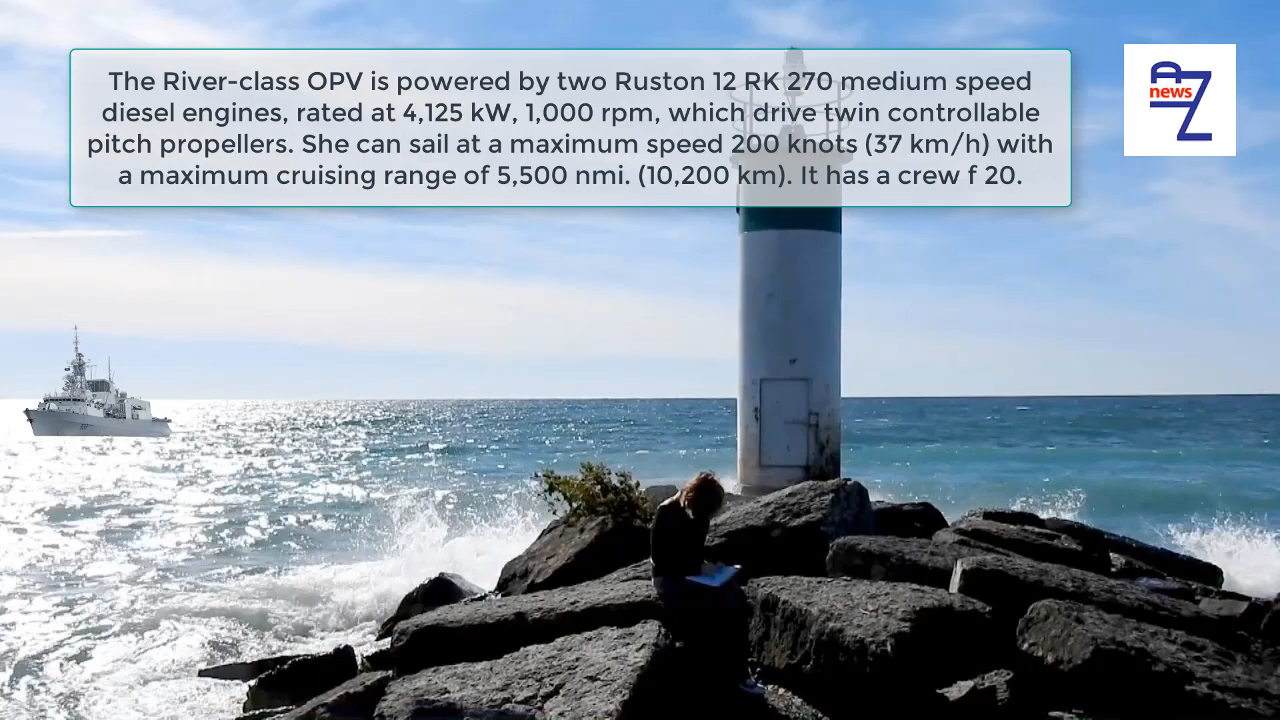 The River-class OPV is powered by two Ruston 12 RK 270 medium speed
diesel engines, rated at 4,125 kW, 1,000 rpm, which drive twin controllable
pitch propellers. She can sail at a maximum speed 200 knots (37 km/h) with
a maximum cruising range of 5,500 nmi. (10,200 km). It has a crew f 20.
AZ
news